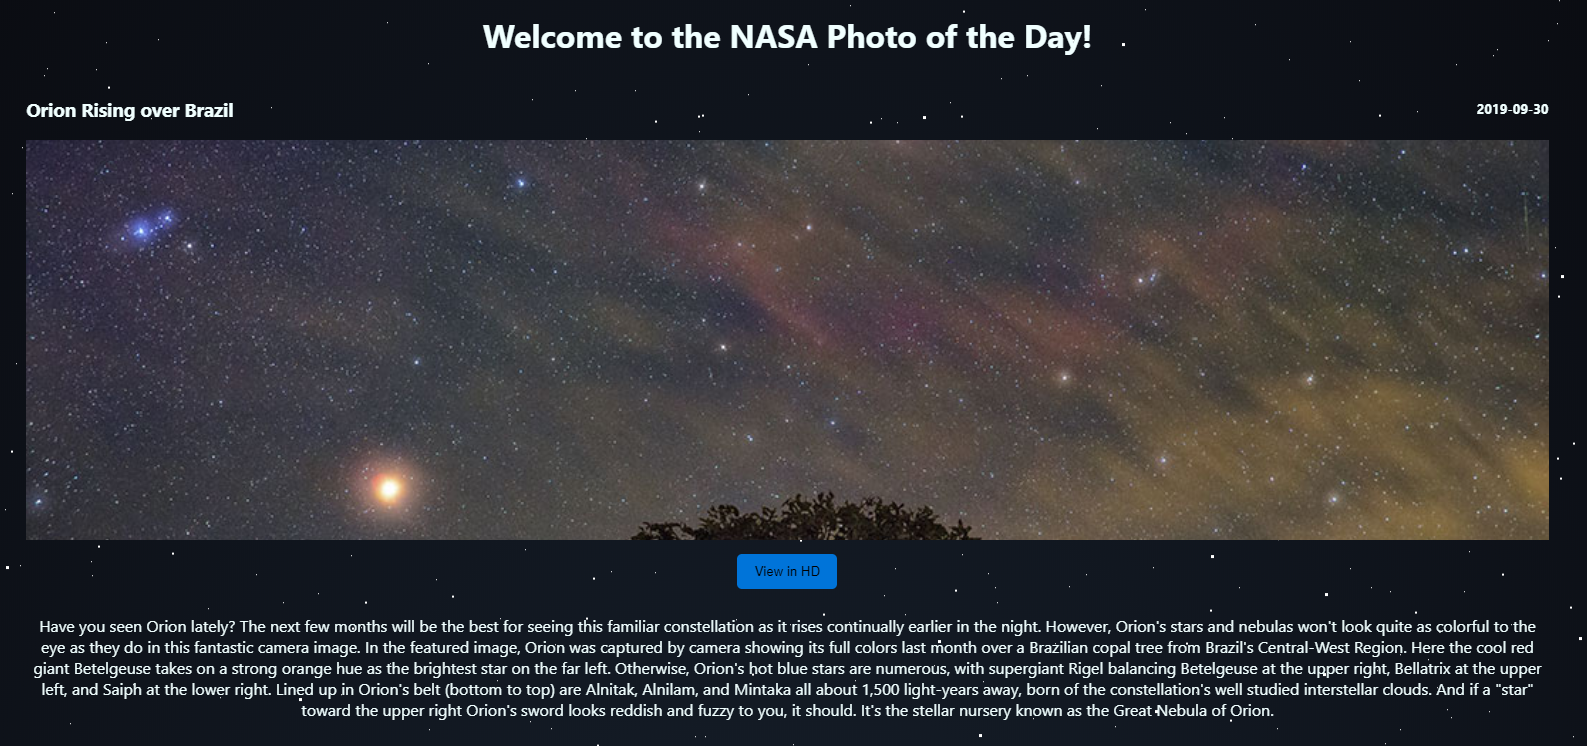 Welcome to the NASA Photo of the Day!
Orion Rising over Brazil
2019-09-30
View in HD
Have you seen Orion lately? The next few months will be the best for seeing this familiar constellation as it rises continually earlier in the night. However, Orion's stars and nebulas won't look quite as colorful to the
eye as they do in this fantastic camera image. In the featured image, Orion was captured by camera showing its full colors last month over a Brazilian copal tree from Brazil's Central-West Region. Here the cool red
giant Betelgeuse takes on a strong orange hue as the brightest star on the far left. Otherwise, Orion's hot blue stars are numerous, with supergiant Rigel balancing Betelgeuse at the upper right, Bellatrix at the upper
left, and Saiph at the lower right. Lined up in Orion's belt (bottom to top) are Alnitak, Alnilam, and Mintaka all about 1,500 light-years away, born of the constellation's well studied interstellar clouds. And if a "star"
toward the upper right Orion's sword looks reddish and fuzzy to you, it should. It's the stellar nursery known as the Great Nebula of Orion.